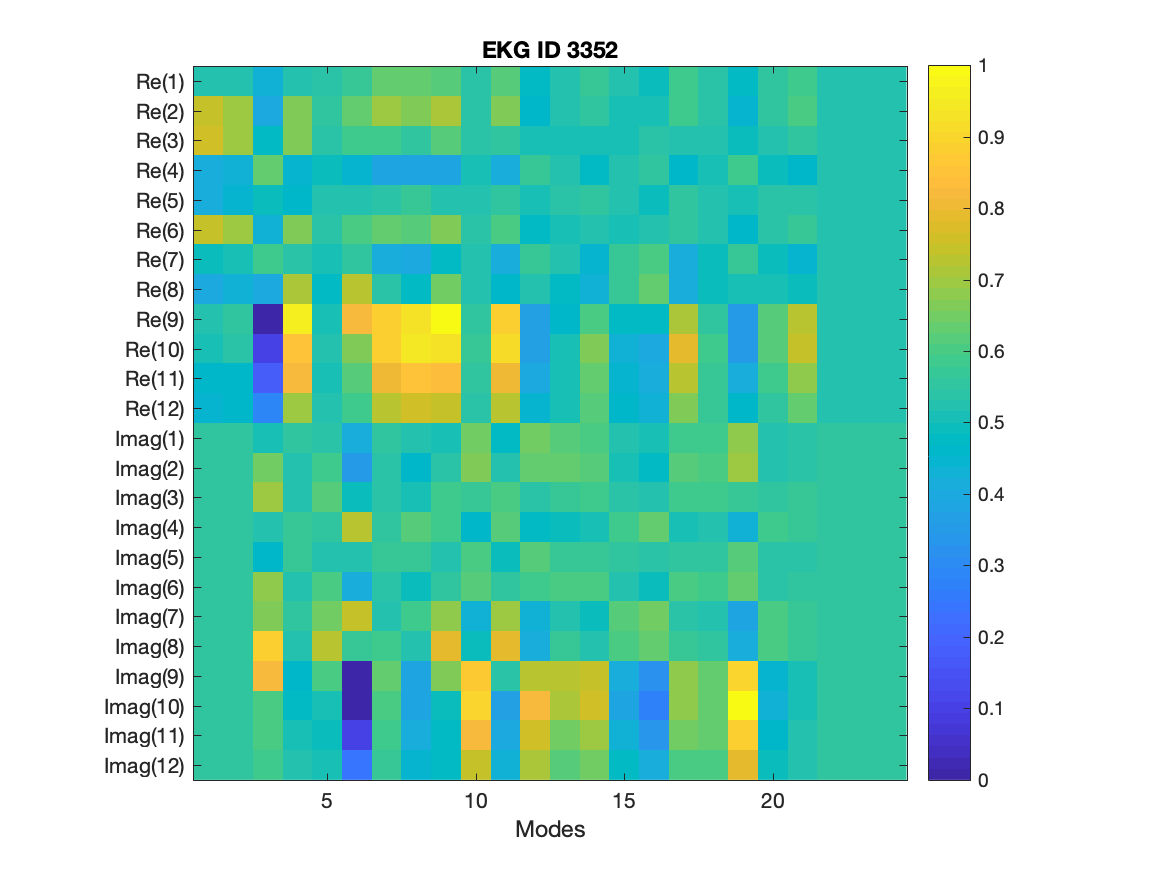 EKG ID 3352
Re(1)
Re(2)
Re(3)
Re(4)
Re(5)
Re(6)
Re(7)
Re(8)
Re(9)
Re(10)
Re(11)
Re(12)
Imag(1)
Imag(2)
Imag(3)
Imag(4)
Imag(5)
Imag(6)
Imag(7)
Imag(8)
Imag(9)
Imag(10)
Imag(11)
Imag(12)
5 10 15 20
Modes
1
0.9
0.8
0.7
0.6
0.5
0.4
0.3
0.2
0.1
0